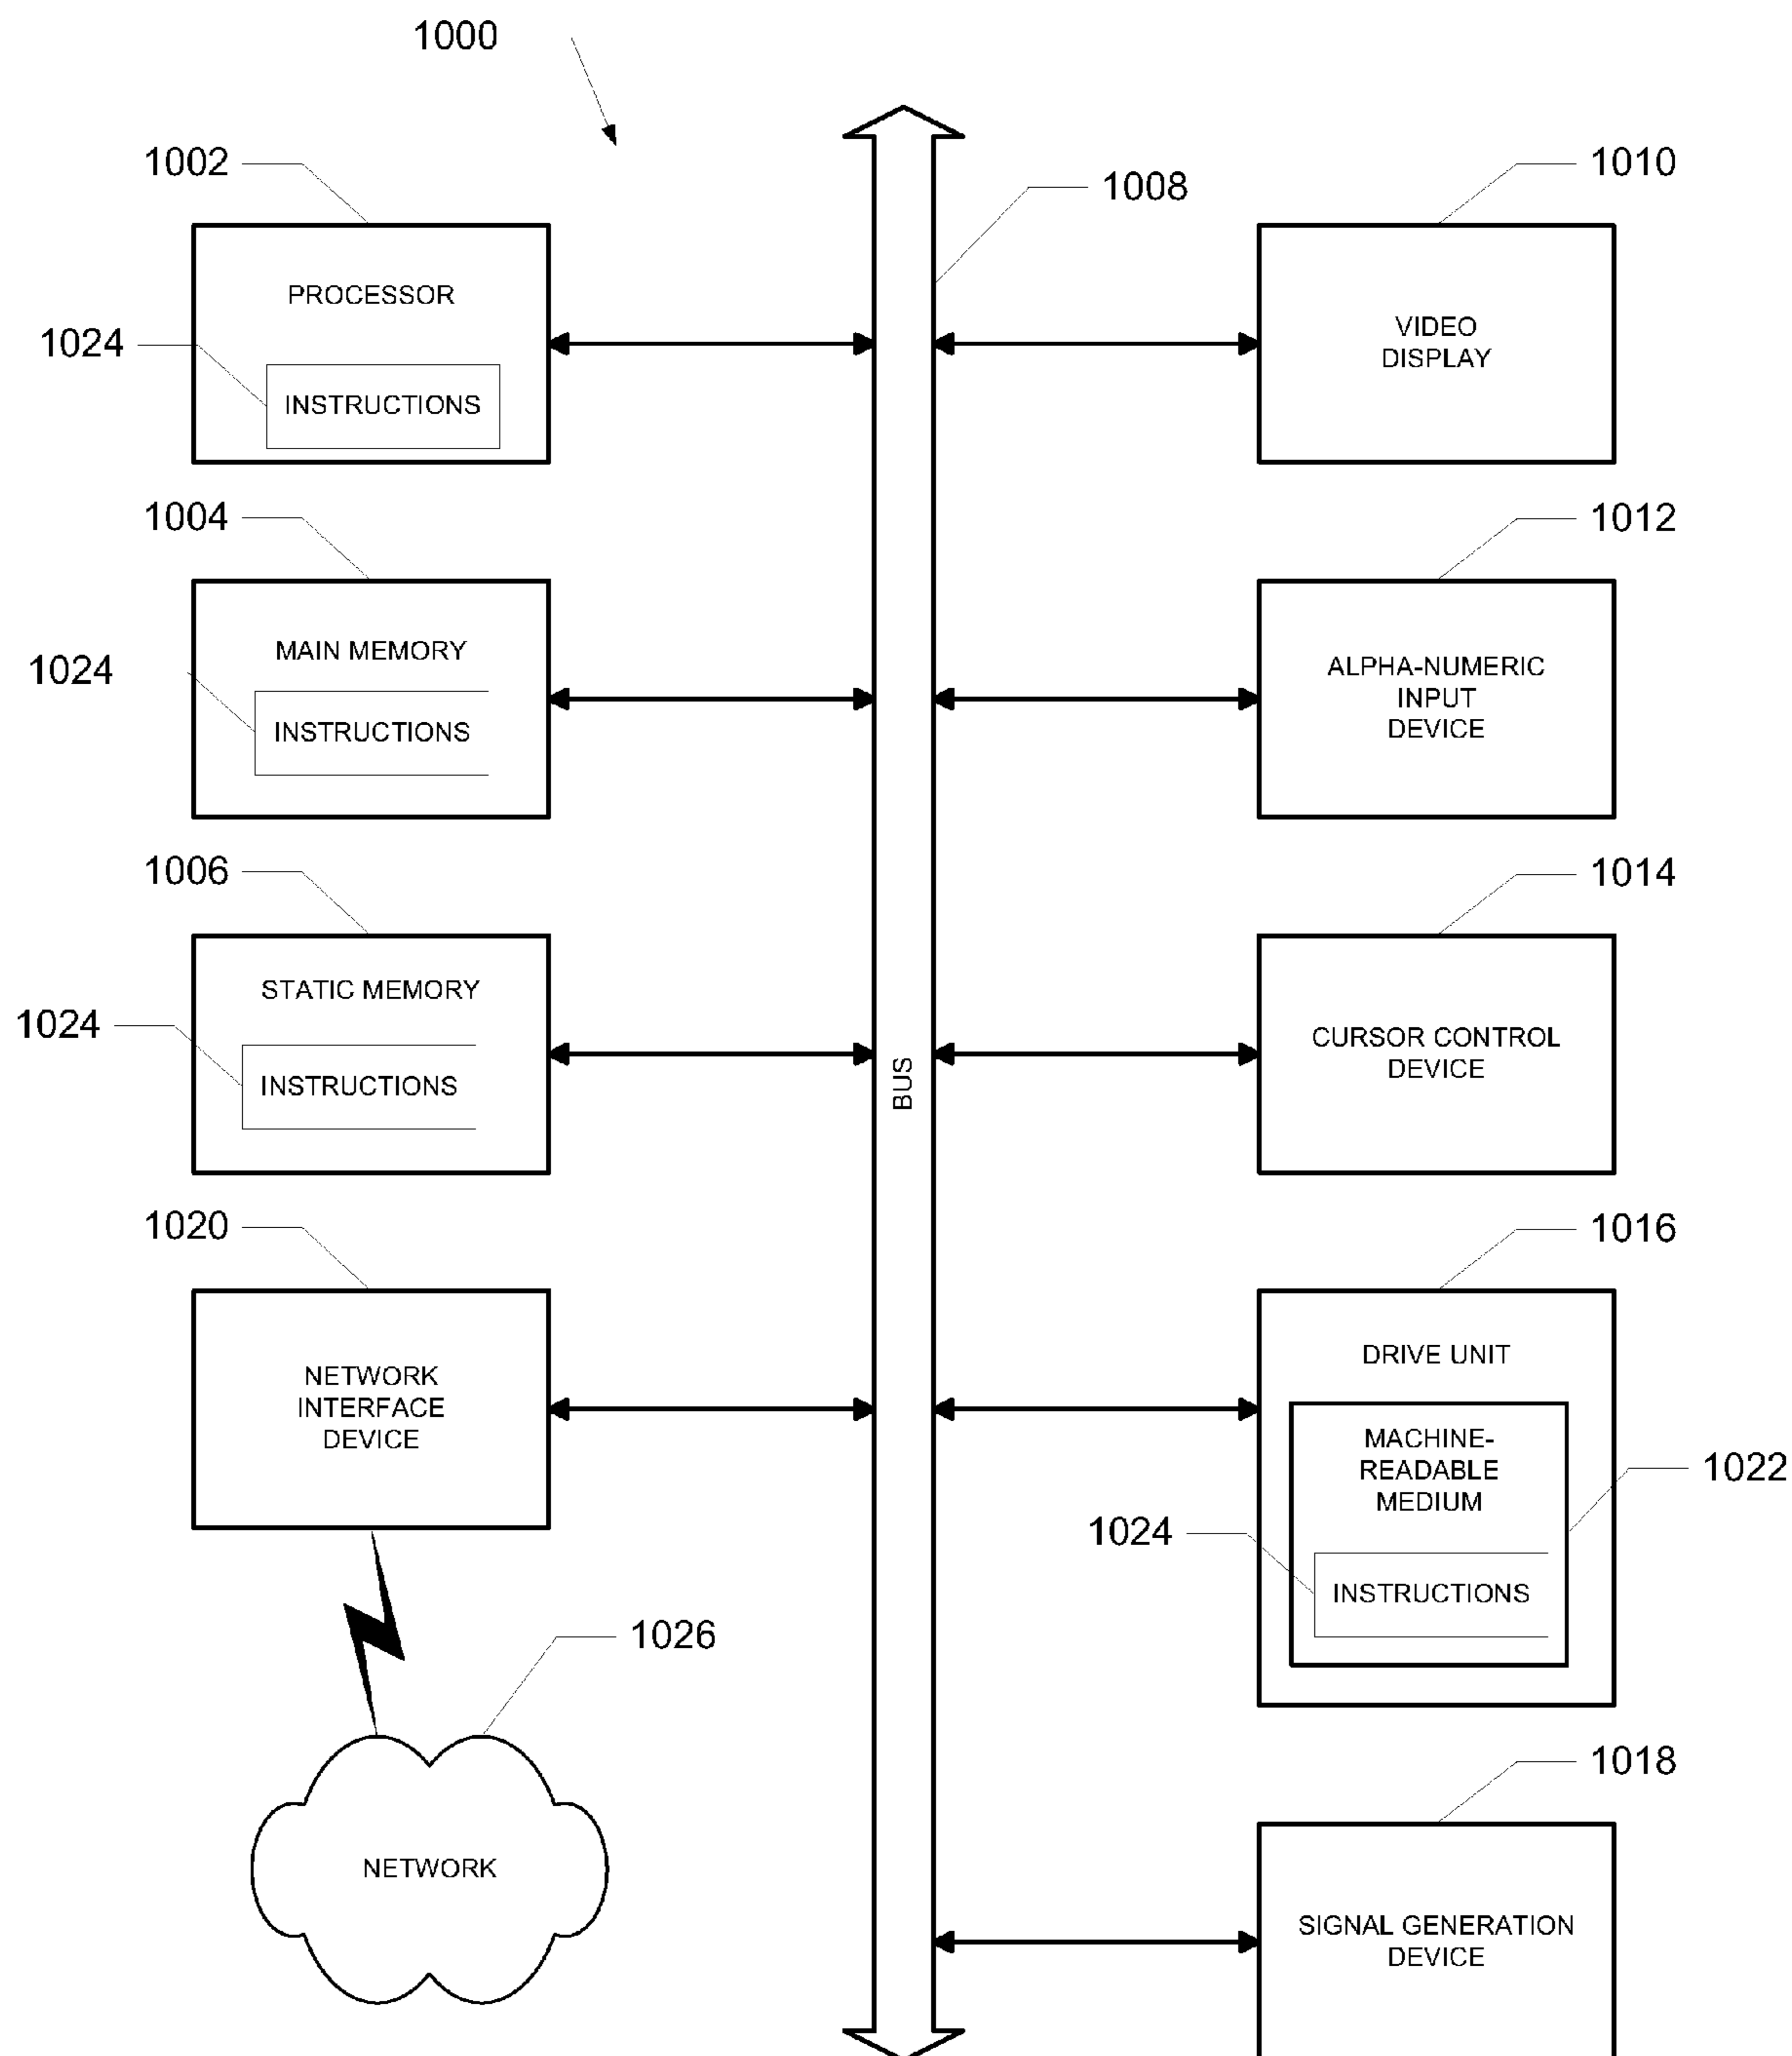 1000
1002
1008
1010
PROCESSOR
1024
INSTRUCTIONS
VIDEO
DISPLAY
1004
1012
MAIN MEMORY
1024
INSTRUCTIONS
ALPHA-NUMERIC
INPUT
DEVICE
1006
1014
STATIC MEMORY
1024
INSTRUCTIONS
BUS
CURSOR CONTROL
DEVICE
1020
1016
NETWORK
INTERFACE
DEVICE
DRIVE UNIT
MACHINE-
READABLE
MEDIUM
1022
1024
INSTRUCTIONS
1026
NETWORK
1018
SIGNAL GENERATION
DEVICE